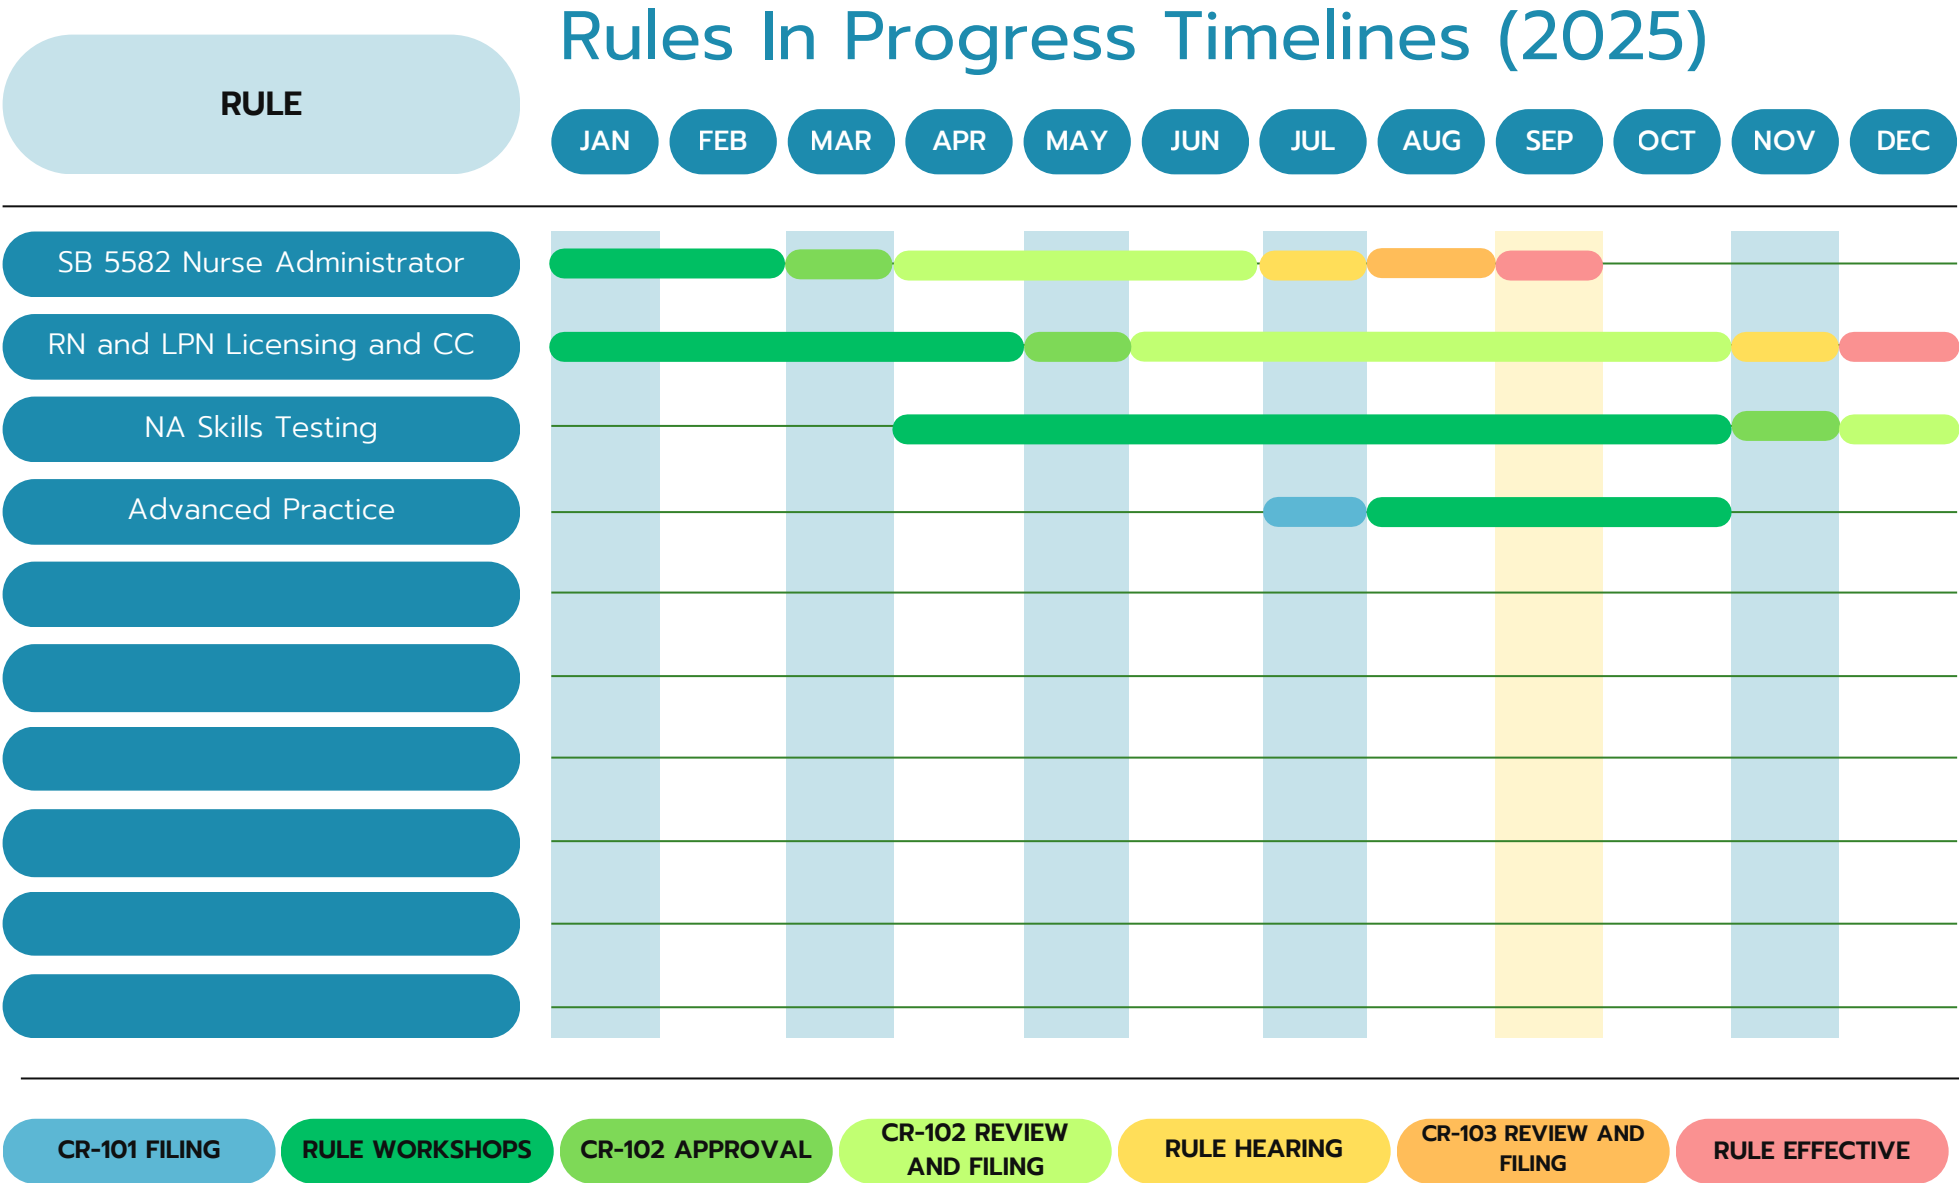 Rules In Progress Timelines (2025)
RULE
JAN FEB MAR APR MAY JUN JUL AUG SEP OCT NOV DEC
SB 5582 Nurse Administrator
RN and LPN Licensing and CC
NA Skills Testing
Advanced Practice
CR-101 FILING
RULE WORKSHOPS
CR-102 APPROVAL
CR-102 REVIEW
AND FILING
RULE HEARING
CR-103 REVIEW AND
FILING
RULE EFFECTIVE